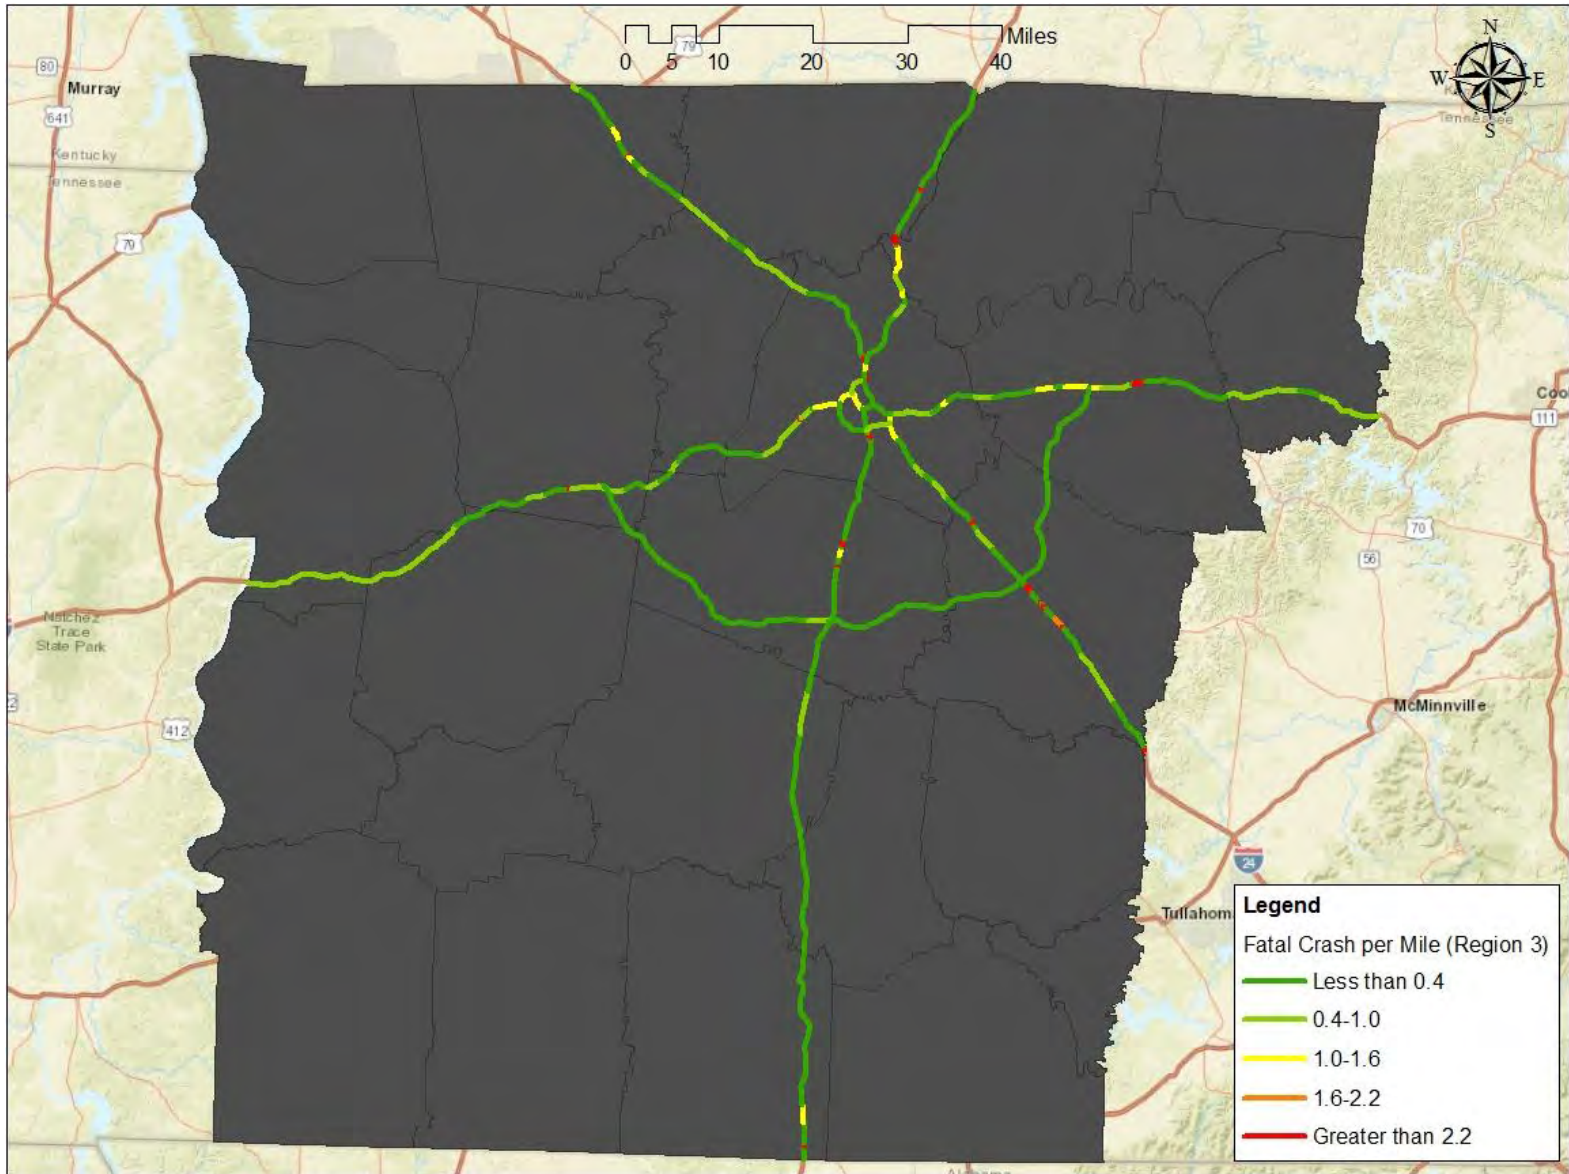 79
Miles
0 5 10 20 30 40
N
W E
S
80
Murray
641
Kentucky
Tennessee
Tennessee
79
111
70
56
Natchez
Trace
State Park
412
McMinnville
24
Tullahom
Legend
Fatal Crash per Mile (Region 3)
Less than 0.4
0.4-1.0
1.0-1.6
1.6-2.2
Greater than 2.2